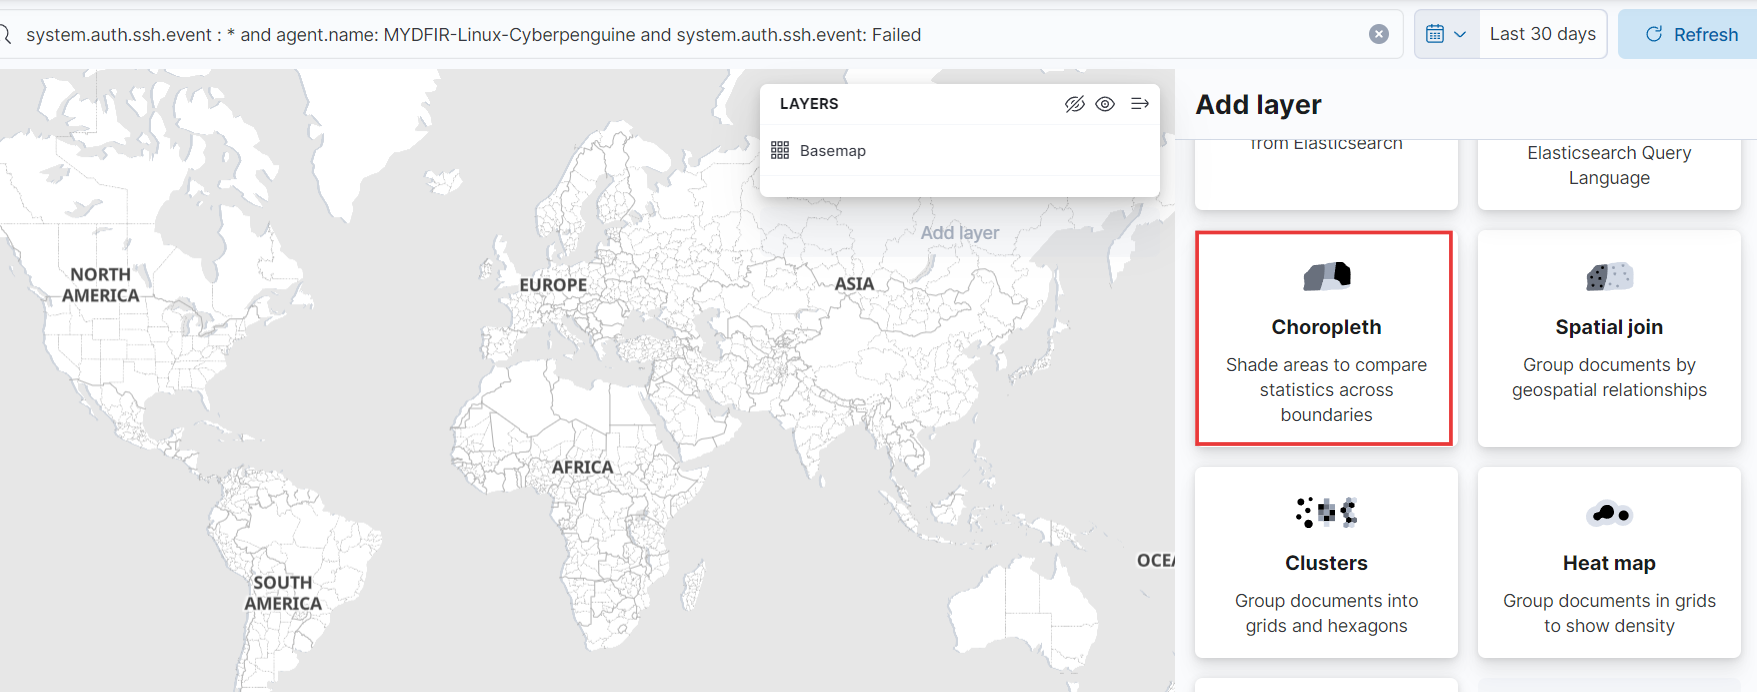 system.auth.ssh.event : * and agent.name: MYDFIR-Linux-Cyberpenguine and system.auth.ssh.event: Failed
Last 30 days
Refresh
LAYERS
Basemap
Add layer
NORTH
AMERICA
EUROPE
ASIA
AFRICA
SOUTH
AMERICA
OCEA
Add layer
from Elasticsearch
Elasticsearch Query
Language
Choropleth
Shade areas to compare
statistics across
boundaries
Spatial join
Group documents by
geospatial relationships
Clusters
Group documents into
grids and hexagons
Heat map
Group documents in grids
to show density